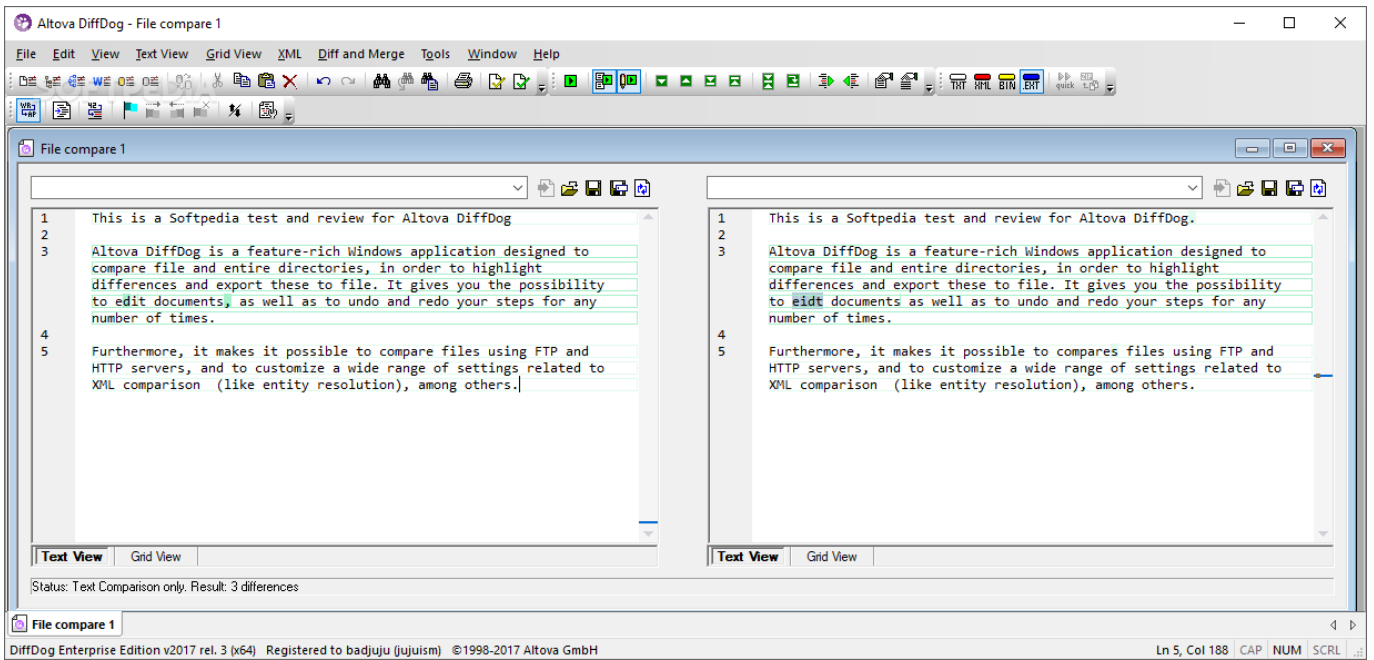 Altova DiffDog - File compare 1
File Edit View Text View Grid View XML Diff and Merge Tools Window Help
TXT XML BIN .EXT quick
File compare 1
1 This is a Softpedia test and review for Altova DiffDog
2
3 Altova DiffDog is a feature-rich Windows application designed to
compare file and entire directories, in order to highlight
differences and export these to file. It gives you the possibility
to edit documents, as well as to undo and redo your steps for any
number of times.
4
5 Furthermore, it makes it possible to compare files using FTP and
HTTP servers, and to customize a wide range of settings related to
XML comparison  (like entity resolution), among others.
Text View Grid View
1 This is a Softpedia test and review for Altova DiffDog.
2
3 Altova DiffDog is a feature-rich Windows application designed to
compare file and entire directories, in order to highlight
differences and export these to file. It gives you the possibility
to eidt documents as well as to undo and redo your steps for any
number of times.
4
5 Furthermore, it makes it possible to compares files using FTP and
HTTP servers, and to customize a wide range of settings related to
XML comparison  (like entity resolution), among others.
Text View Grid View
Status: Text Comparison only. Result: 3 differences
File compare 1
DiffDog Enterprise Edition v2017 rel. 3 (x64) Registered to badjuju (jujuism) ©1998-2017 Altova GmbH Ln 5, Col 188 CAP NUM SCRL
SOFTPEDIA